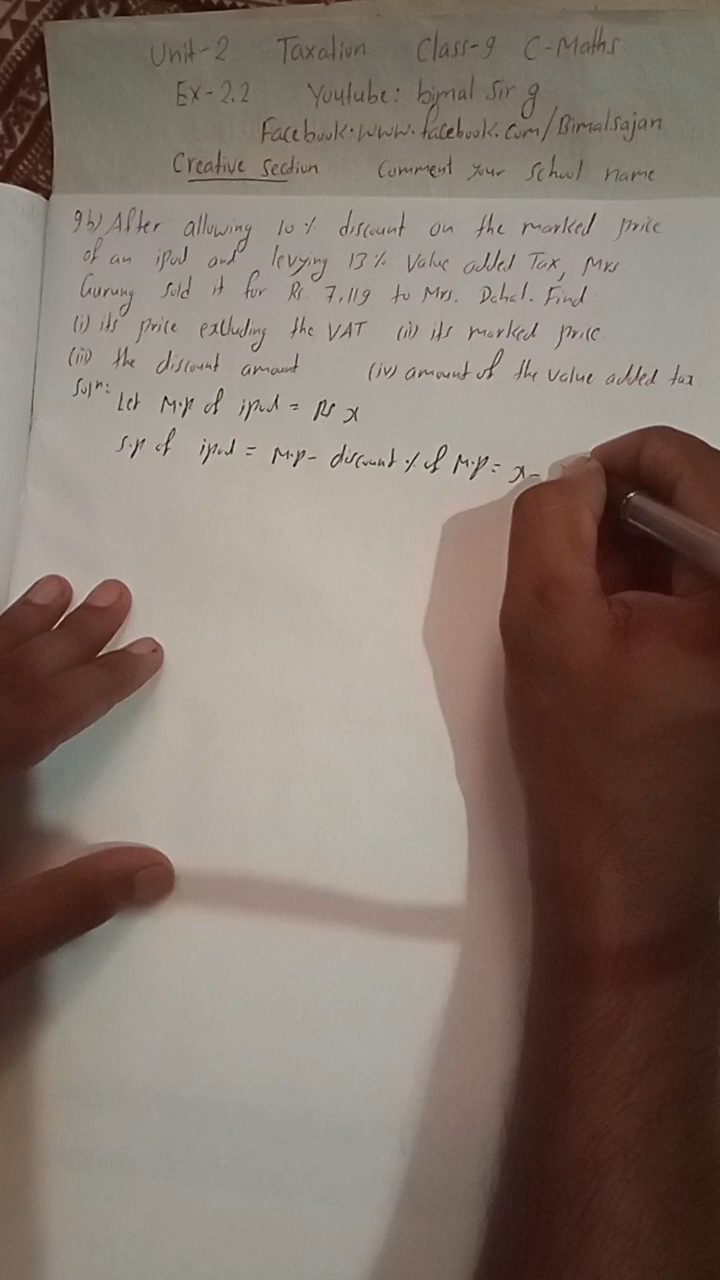 Unit-2 Taxation Class-9 C-Maths
Ex-2.2 Youtube: bimal sir g
Facebook.www.facebook.com/Bimalsajan
Creative section Comment your school name
9b) After allowing 10% discount on the marked price
of an ipod and levying 13% Value added Tax, Mrs
Gurung sold it for Rs. 7,119 to Mrs. Dahal. Find
(i) its price excluding the VAT (ii) its marked price
(iii) the discount amount (iv) amount of the value added tax
Soln: Let M.p of ipod = Rs x
S.p of ipod = M.p - discount % of M.p = x -